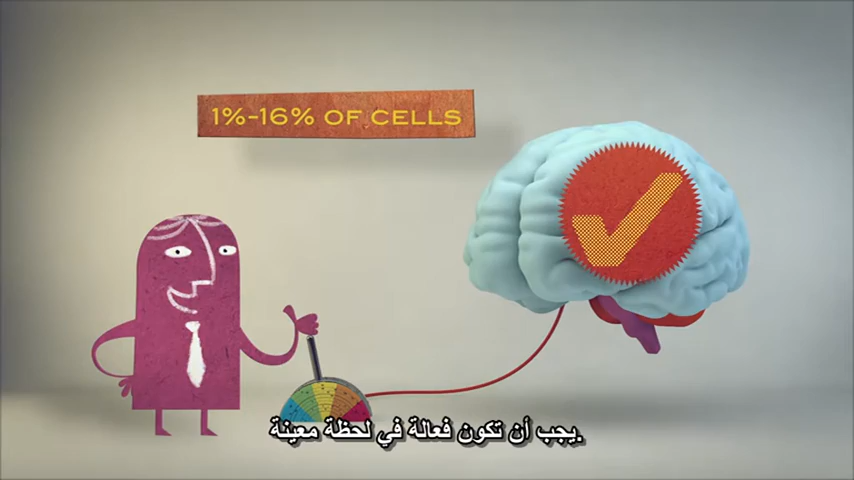 1%-16% OF CELLS
يجب أن تكون فعالة في لحظة معينة.